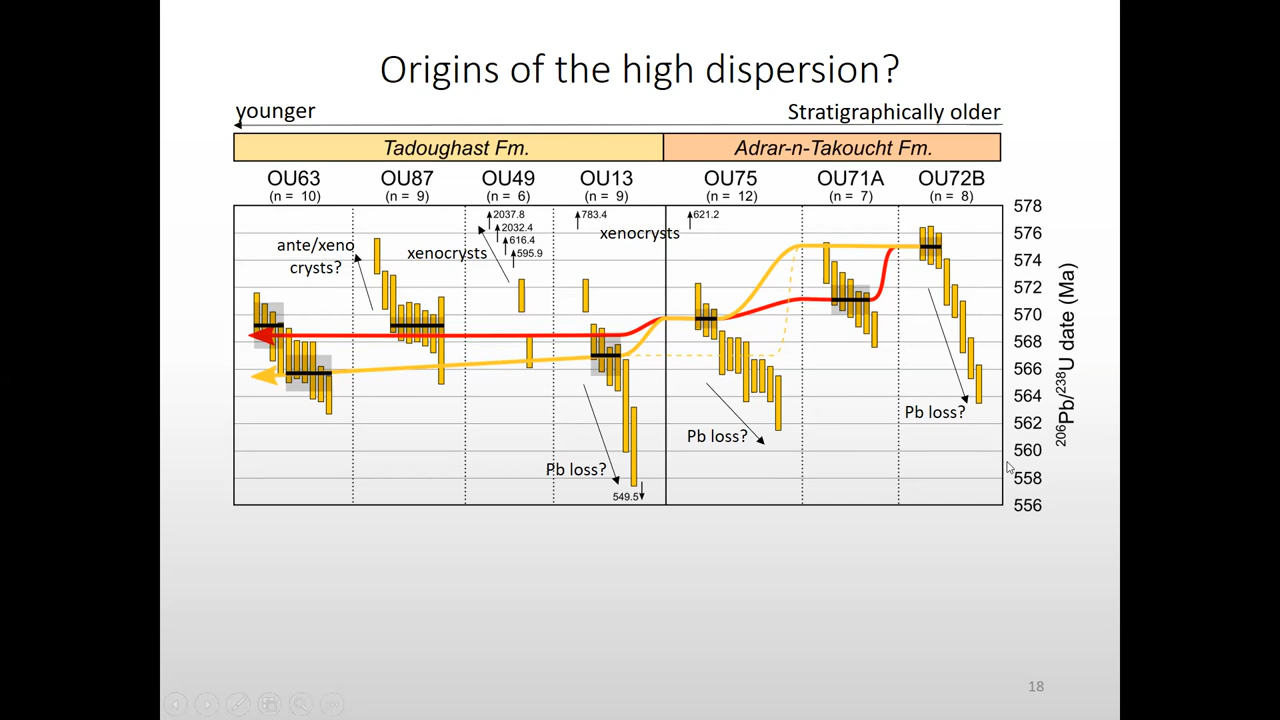 Origins of the high dispersion?
younger
Stratigraphically older
Tadoughast Fm.
Adrar-n-Takoucht Fm.
OU63
OU87
OU49
OU13
OU75
OU71A
OU72B
(n = 10)
(n = 9)
(n = 6)
(n = 9)
(n = 12)
(n = 7)
(n = 8)
2037.8
2032.4
616.4
595.9
783.4
621.2
ante/xeno
crysts?
xenocrysts
xenocrysts
Pb loss?
Pb loss?
Pb loss?
549.5
578
576
574
572
570
568
566
564
562
560
558
556
206Pb/238U date (Ma)
18